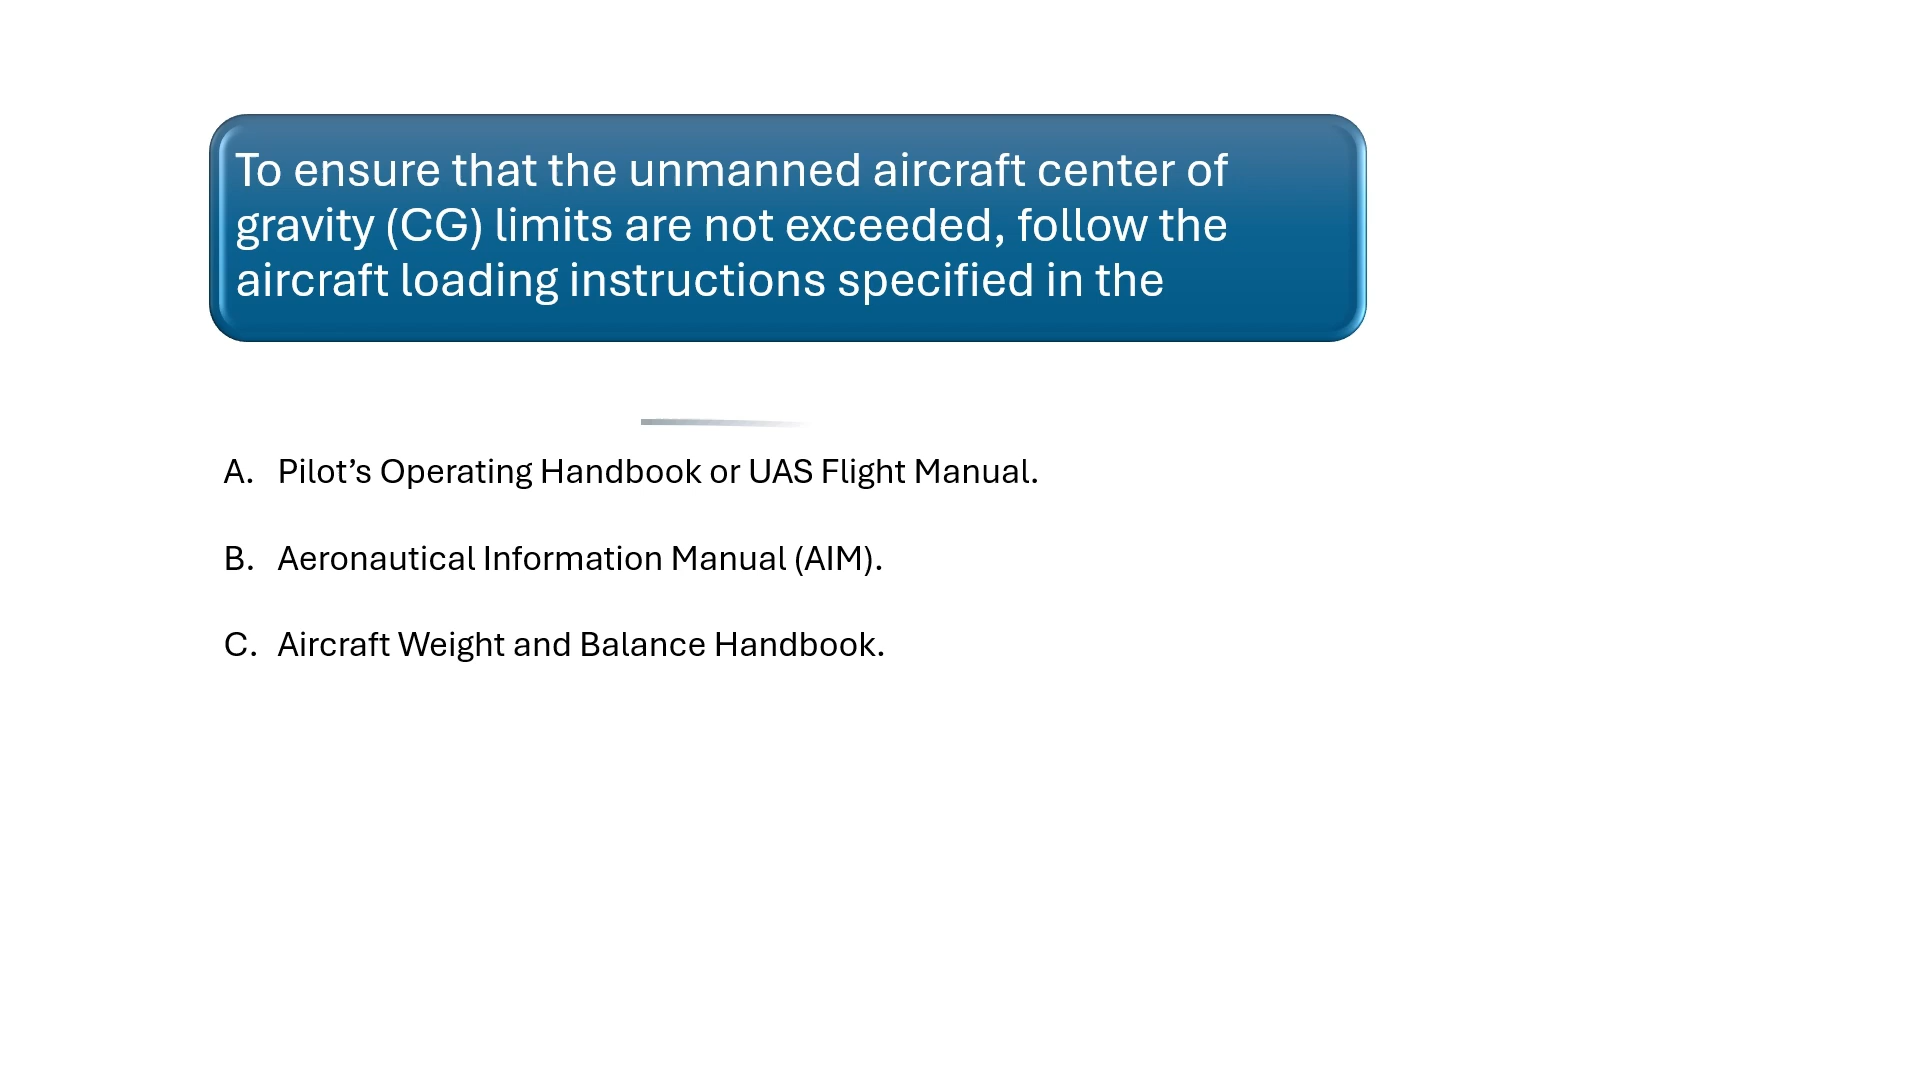 To ensure that the unmanned aircraft center of
gravity (CG) limits are not exceeded, follow the
aircraft loading instructions specified in the
A. Pilot’s Operating Handbook or UAS Flight Manual.
B. Aeronautical Information Manual (AIM).
C. Aircraft Weight and Balance Handbook.